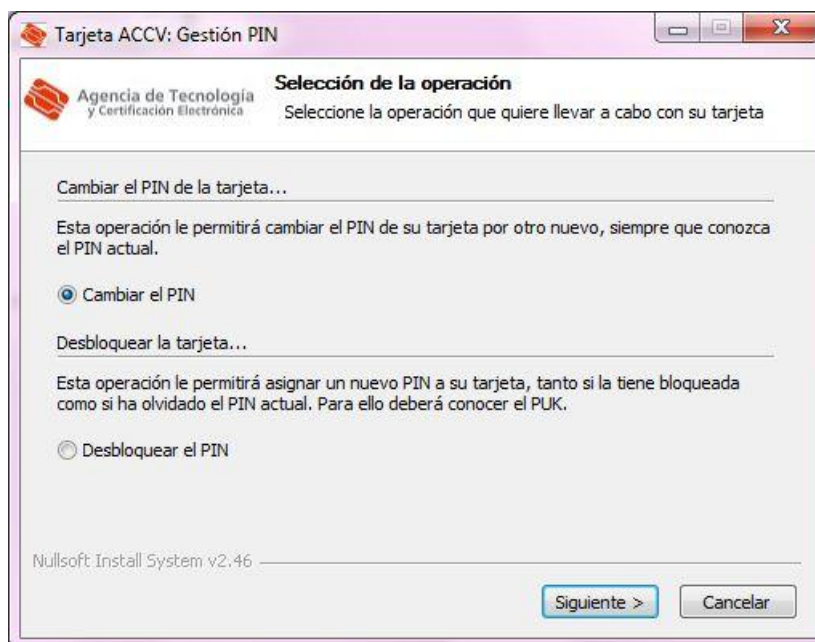 Tarjeta ACCV: Gestión PIN
Agencia de Tecnología
y Certificación Electrónica
Selección de la operación
Seleccione la operación que quiere llevar a cabo con su tarjeta
Cambiar el PIN de la tarjeta...
Esta operación le permitirá cambiar el PIN de su tarjeta por otro nuevo, siempre que conozca
el PIN actual.
Cambiar el PIN
Desbloquear la tarjeta...
Esta operación le permitirá asignar un nuevo PIN a su tarjeta, tanto si la tiene bloqueada
como si ha olvidado el PIN actual. Para ello deberá conocer el PUK.
Desbloquear el PIN
Nullsoft Install System v2.46
Siguiente >
Cancelar